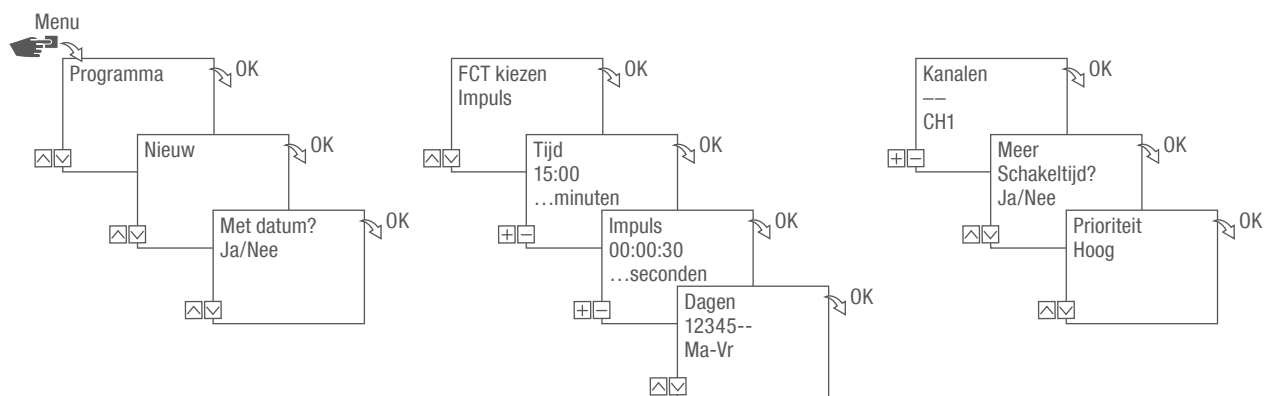 Menu
Programma
OK
Nieuw
OK
Met datum?
Ja/Nee
OK
FCT kiezen
Impuls
OK
Tijd
15:00
…minuten
OK
Impuls
00:00:30
…seconden
OK
Dagen
12345--
Ma-Vr
OK
Kanalen
––
CH1
OK
Meer
Schakeltijd?
Ja/Nee
OK
Prioriteit
Hoog
OK